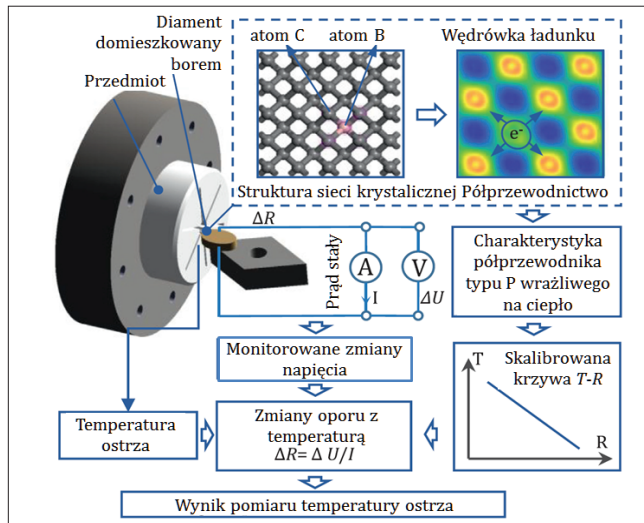 Diament
domieszkowany
borem
Przedmiot
atom C
atom B
Wędrówka ładunku
e-
Struktura sieci krystalicznej Półprzewodnictwo
ΔR
Prąd stały
A
I
V
ΔU
Charakterystyka
półprzewodnika
typu P wrażliwego
na ciepło
Monitorowane zmiany
napięcia
T
Skalibrowana
krzywa T-R
R
Temperatura
ostrza
Zmiany oporu z
temperaturą
ΔR= Δ U/I
Wynik pomiaru temperatury ostrza